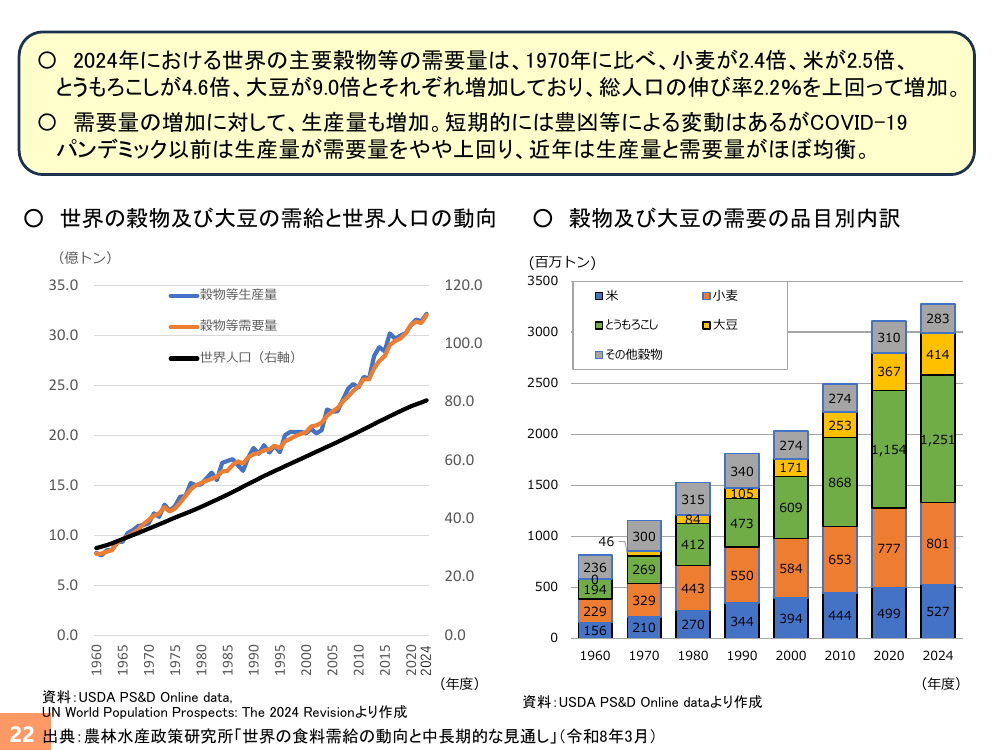 ○ 2024年における世界の主要穀物等の需要量は、1970年に比べ、小麦が2.4倍、米が2.5倍、
とうもろこしが4.6倍、大豆が9.0倍とそれぞれ増加しており、総人口の伸び率2.2%を上回って増加。
○ 需要量の増加に対して、生産量も増加。短期的には豊凶等による変動はあるがCOVID-19
パンデミック以前は生産量が需要量をやや上回り、近年は生産量と需要量がほぼ均衡。
○ 世界の穀物及び大豆の需給と世界人口の動向
(億トン)
35.0
30.0
25.0
20.0
15.0
10.0
5.0
0.0
穀物等生産量
穀物等需要量
世界人口(右軸)
120.0
100.0
80.0
60.0
40.0
20.0
0.0
1960 1965 1970 1975 1980 1985 1990 1995 2000 2005 2010 2015 2020 2024
(年度)
資料:USDA PS&D Online data,
UN World Population Prospects: The 2024 Revisionより作成
○ 穀物及び大豆の需要の品目別内訳
(百万トン)
3500
3000
2500
2000
1500
1000
500
0
米 小麦
とうもろこし 大豆
その他穀物
236 0 194 229 156
300 46 269 329 210
315 84 412 443 270
340 105 473 550 344
274 171 609 584 394
274 253 868 653 444
310 367 1,154 777 499
283 414 1,251 801 527
1960 1970 1980 1990 2000 2010 2020 2024
(年度)
資料:USDA PS&D Online dataより作成
22 出典:農林水産政策研究所「世界の食料需給の動向と中長期的な見通し」(令和8年3月)